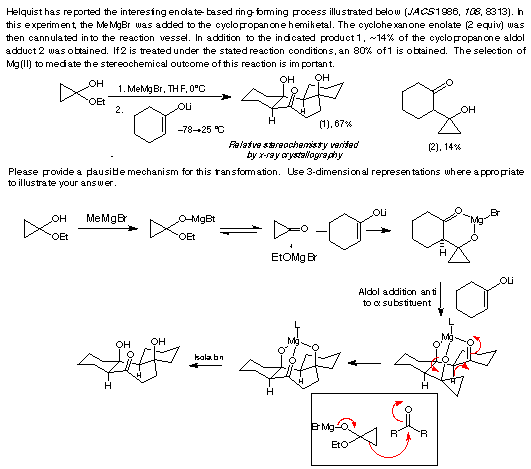 Helquist has reported the interesting enolate-based ring-forming process illustrated below (JACS 1986, 108, 8313). In
this experiment, the MeMgBr was added to the cyclopropanone hemiketal. The cyclohexanone enolate (2 equiv) was
then cannulated into the reaction vessel. In addition to the indicated product 1, ~14% of the cyclopropane aldol
adduct 2 was obtained. If 2 is treated under the stated reaction conditions, an 80% of 1 is obtained. The selection of
Mg(II) to mediate the stereochemical outcome of this reaction is important.
OH
OEt
1. MeMgBr, THF, 0°C
2.
OLi
–78→25 °C
OH
OH
O
H
(1), 67%
Relative stereochemistry verified
by x-ray crystallography
O
OH
(2), 14%
Please provide a plausible mechanism for this transformation. Use 3-dimensional representations where appropriate
to illustrate your answer.
OH
OEt
MeMgBr
O–MgBt
OEt
O
EtOMgBr
OLi
O
Mg
Br
O
H
Aldol addition anti
to α substituent
OLi
OH
OH
O
H
H
Isolation
L
Mg
O
O
O
H
H
L
Mg
O
O
O
H
H
Et Mg–O
EtO
O
R
R